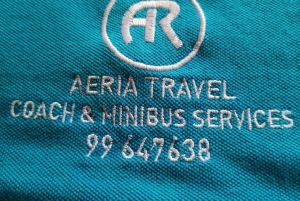 AR
AERIA TRAVEL
COACH & MINIBUS SERVICES
99 647638